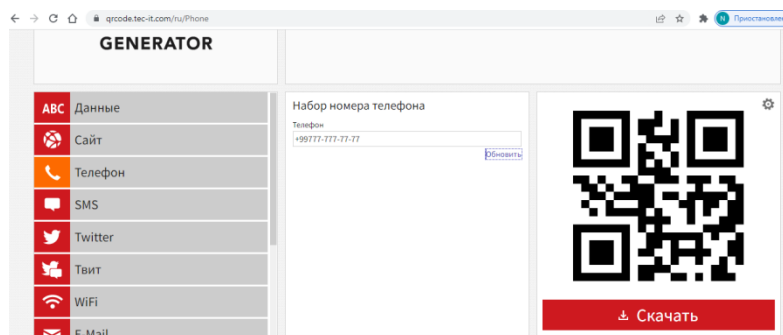 qrcode.tec-it.com/ru/Phone
N Приостановлен
GENERATOR
ABC Данные
Сайт
Телефон
SMS
Twitter
Твит
WiFi
E-Mail
Набор номера телефона
Телефон
+99777-777-77-77
Обновить
Скачать